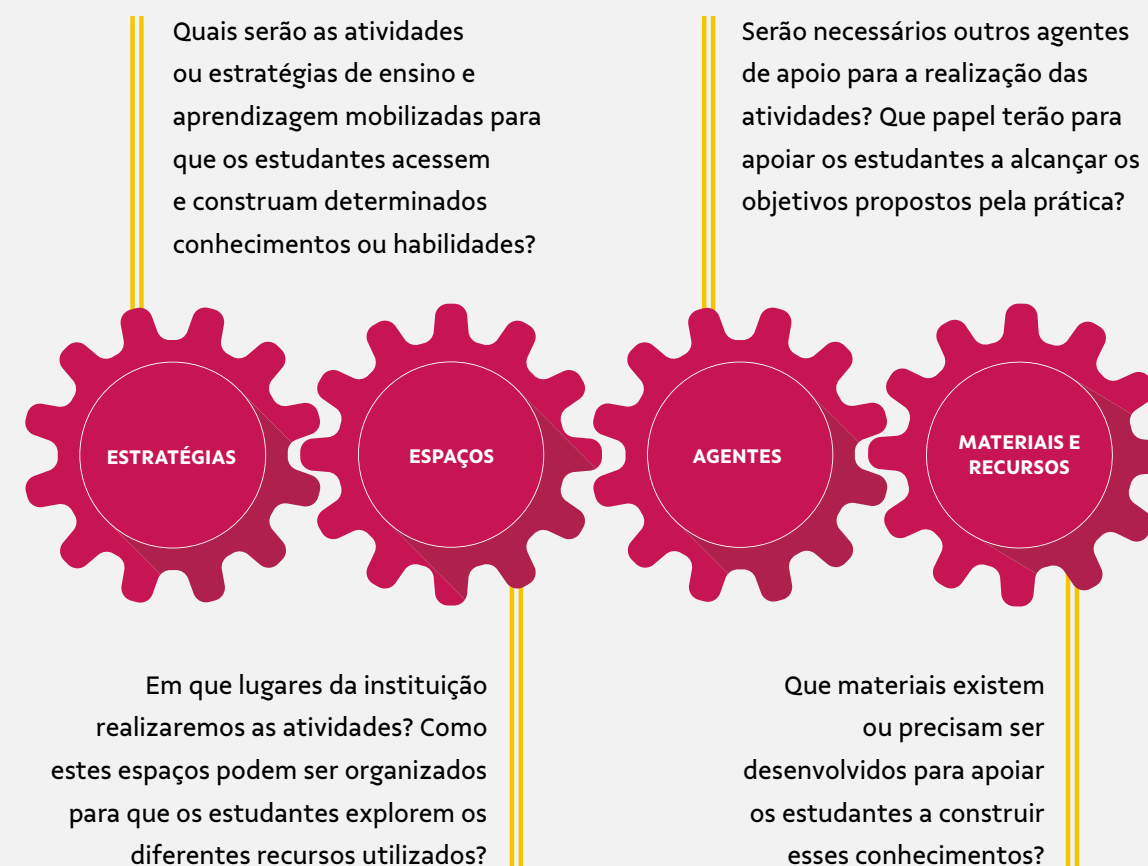 Quais serão as atividades
ou estratégias de ensino e
aprendizagem mobilizadas para
que os estudantes acessem
e construam determinados
conhecimentos ou habilidades?
Serão necessários outros agentes
de apoio para a realização das
atividades? Que papel terão para
apoiar os estudantes a alcançar os
objetivos propostos pela prática?
ESTRATÉGIAS
ESPAÇOS
AGENTES
MATERIAIS E
RECURSOS
Em que lugares da instituição
realizaremos as atividades? Como
estes espaços podem ser organizados
para que os estudantes explorem os
diferentes recursos utilizados?
Que materiais existem
ou precisam ser
desenvolvidos para apoiar
os estudantes a construir
esses conhecimentos?